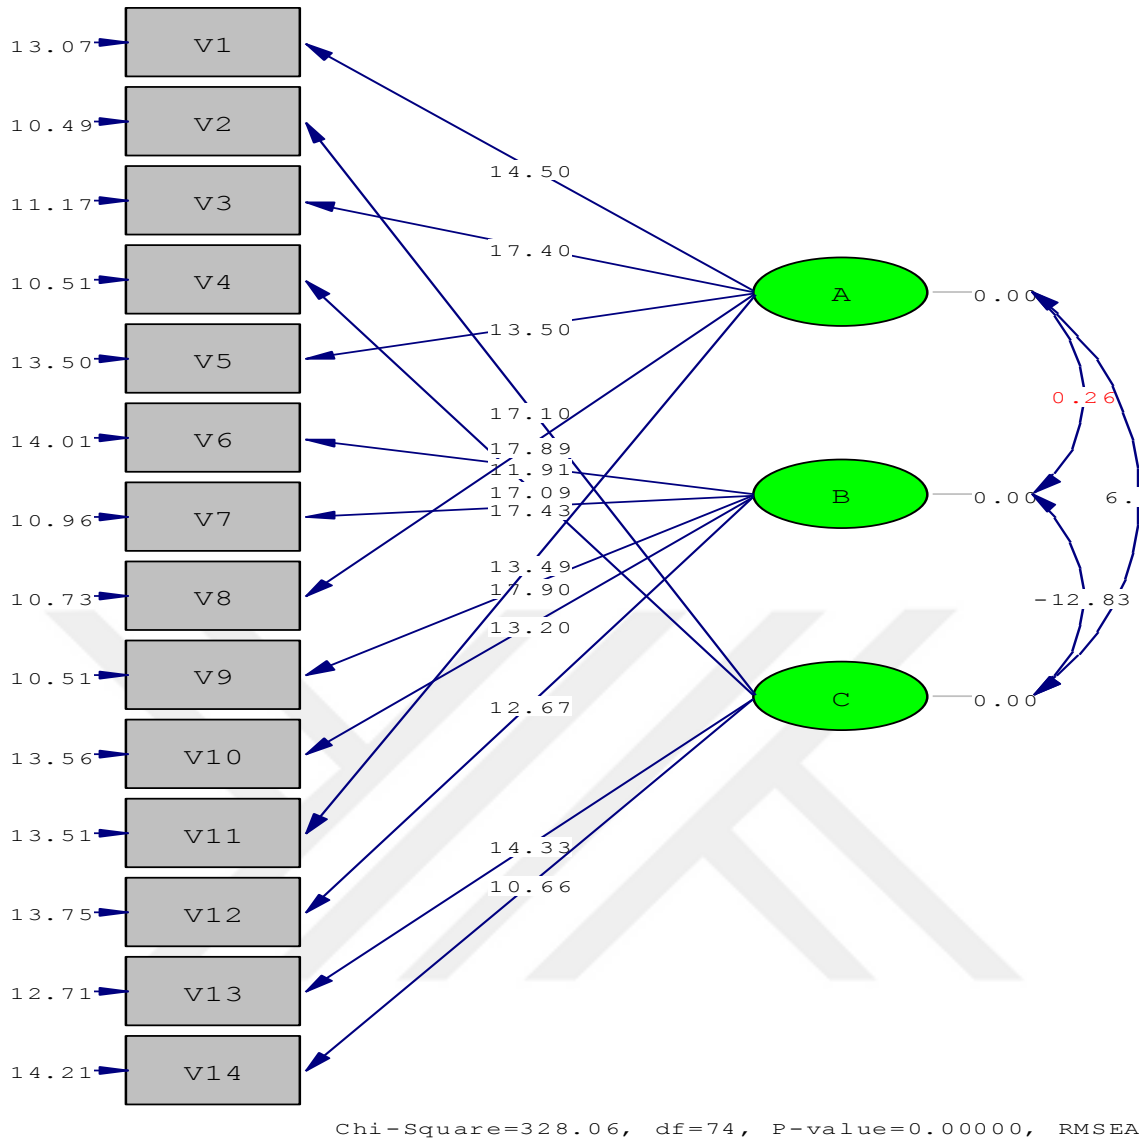 13.07 V1
10.49 V2
14.50
11.17 V3
17.40
10.51 V4
A 0.00
13.50 V5
13.50
0.26
17.10
14.01 V6
17.89
11.91
17.09
B 0.00
6.
17.43
10.96 V7
13.49
17.90
10.73 V8
-12.83
13.20
10.51 V9
C 0.00
12.67
13.56 V10
13.51 V11
14.33
10.66
13.75 V12
12.71 V13
14.21 V14
Chi-Square=328.06, df=74, P-value=0.00000, RMSEA